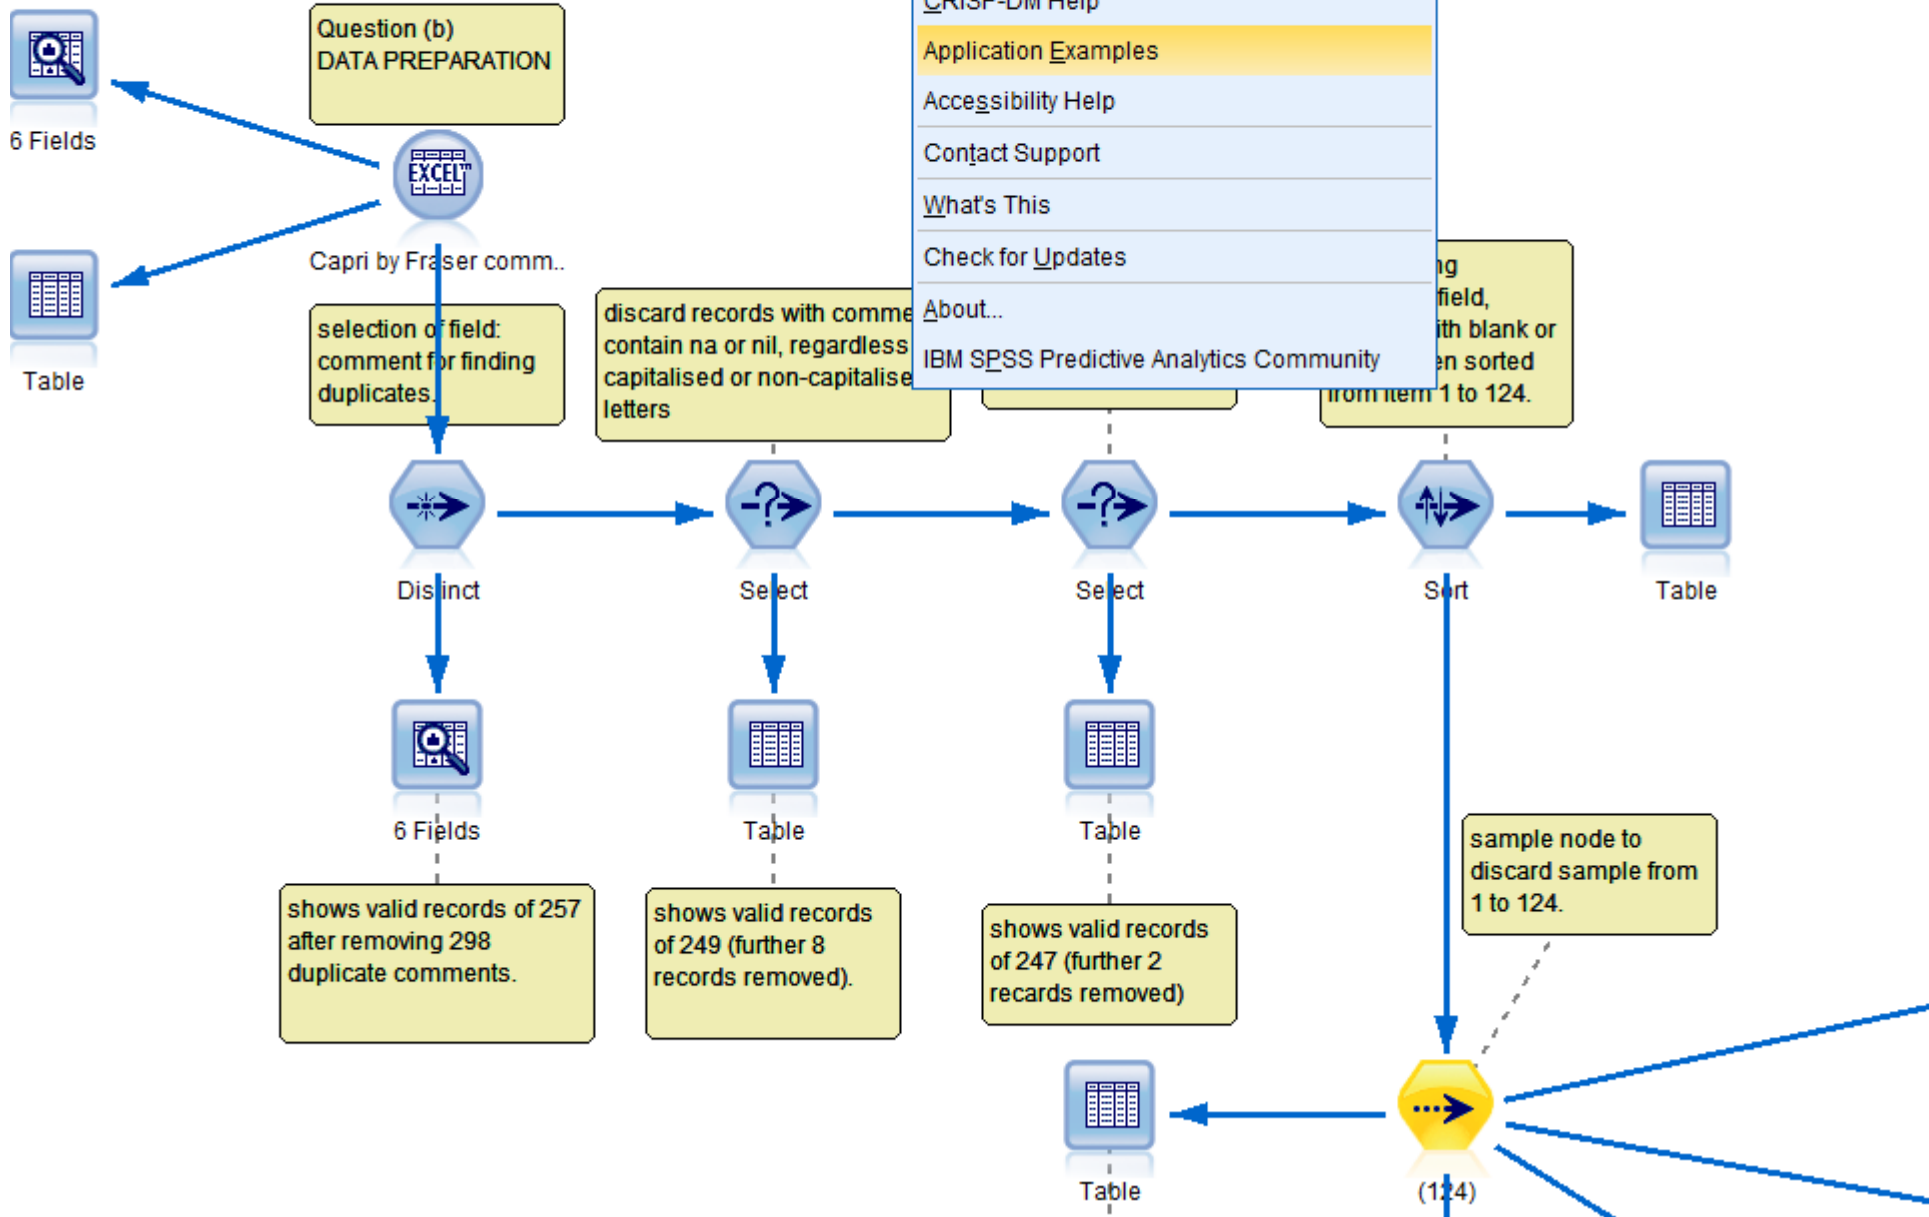 Question (b)
DATA PREPARATION
6 Fields
EXCEL™
Capri by Fraser comm..
Table
CRISP-DM Help
Application Examples
Accessibility Help
Contact Support
What's This
Check for Updates
About...
IBM SPSS Predictive Analytics Community
selection of field:
comment for finding
duplicates.
discard records with comme
contain na or nil, regardless
capitalised or non-capitalise
letters
field,
ith blank or
en sorted
from item 1 to 124.
Distinct
Select
Select
Sort
Table
6 Fields
Table
Table
shows valid records of 257
after removing 298
duplicate comments.
shows valid records
of 249 (further 8
records removed).
shows valid records
of 247 (further 2
recards removed)
sample node to
discard sample from
1 to 124.
Table
(124)